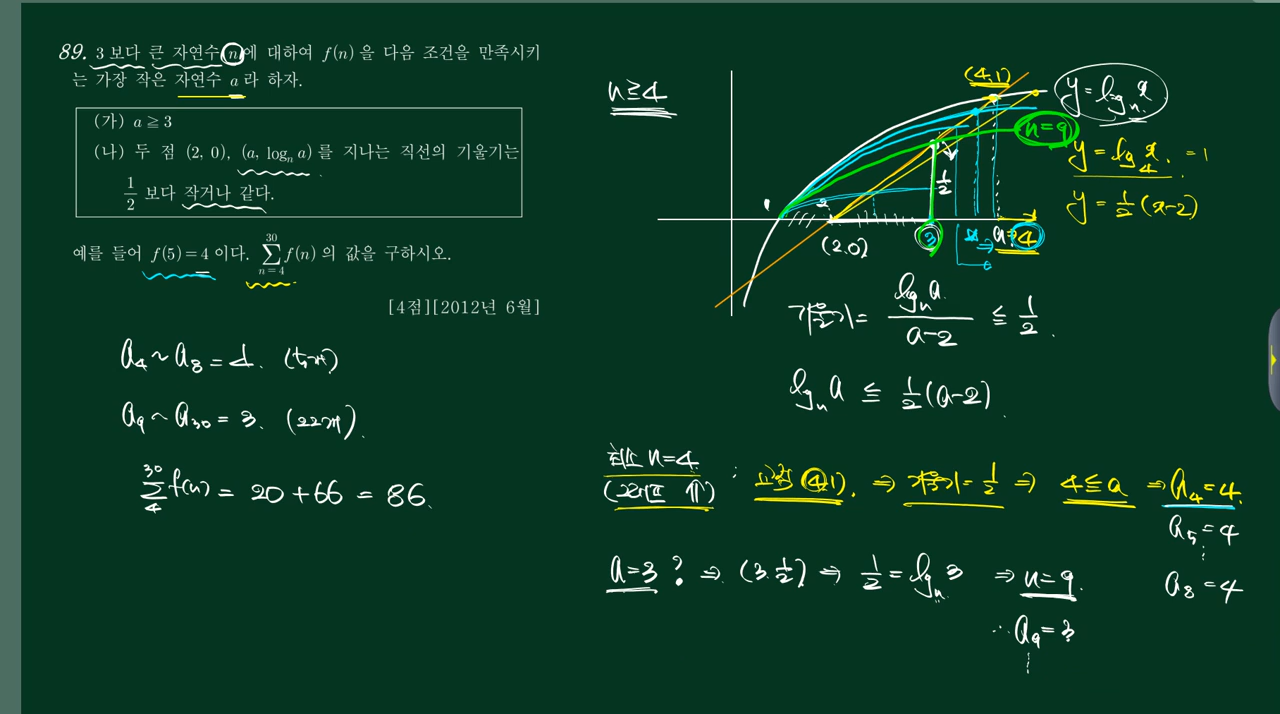 89. 3보다 큰 자연수 n에 대하여 f(n)을 다음 조건을 만족시키
는 가장 작은 자연수 a라 하자.
(가) a ≧ 3
(나) 두 점 (2, 0), (a, logₙ a)를 지나는 직선의 기울기는
1/2 보다 작거나 같다.
예를 들어 f(5)=4 이다. ∑_{n=4}^{30} f(n) 의 값을 구하시오.
[4점][2012년 6월]
a₄ ~ a₈ = 4. (5개)
a₉ ~ a₃₀ = 3. (22개).
∑_{4}^{30} f(n) = 20 + 66 = 86.
n ≧ 4
(4,1)
y = logₙ x
n=9
y = log₄ x. = 1
y = 1/2 (x-2)
1/2
1
2
(2,0)
3
4
기울기 = logₙ a / (a-2) ≦ 1/2.
logₙ a ≦ 1/2 (a-2).
최소 n=4. : 교점 (4,1). ⇒ 기울기 = 1/2 ⇒ 4 ≦ a ⇒ a₄ = 4.
(그래프 ⇑)
a₅ = 4
a₈ = 4
a=3 ? ⇒ (3, 1/2) ⇒ 1/2 = logₙ 3 ⇒ n = 9.
∴ a₉ = 3